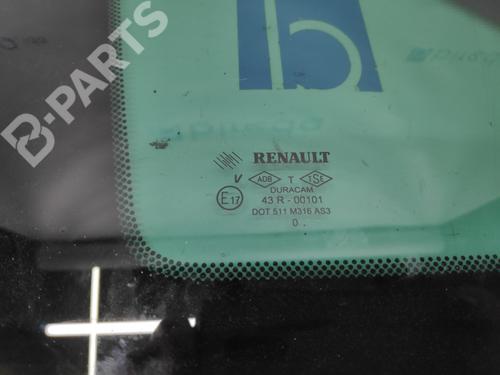 B-PARTS
RENAULT
V ADB T TSE
DURACAM
E17 43 R - 00101
DOT 511 M316 AS3
0